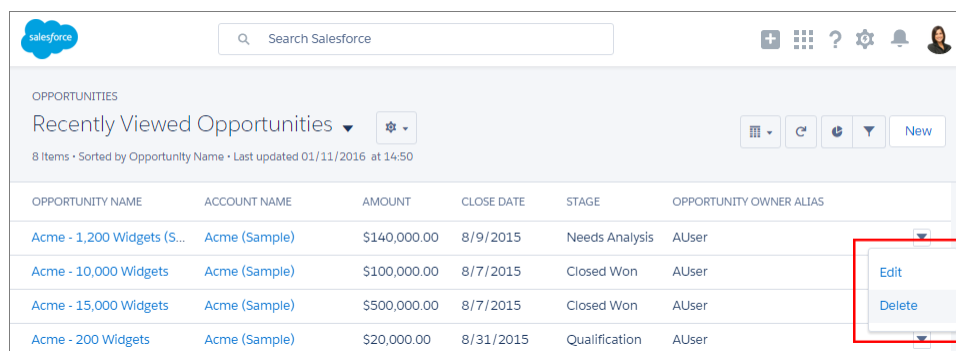 salesforce
Search Salesforce
OPPORTUNITIES
Recently Viewed Opportunities
8 Items • Sorted by Opportunity Name • Last updated 01/11/2016 at 14:50
New
OPPORTUNITY NAME ACCOUNT NAME AMOUNT CLOSE DATE STAGE OPPORTUNITY OWNER ALIAS
Acme - 1,200 Widgets (S... Acme (Sample) $140,000.00 8/9/2015 Needs Analysis AUser
Acme - 10,000 Widgets Acme (Sample) $100,000.00 8/7/2015 Closed Won AUser Edit
Acme - 15,000 Widgets Acme (Sample) $500,000.00 8/7/2015 Closed Won AUser Delete
Acme - 200 Widgets Acme (Sample) $20,000.00 8/31/2015 Qualification AUser